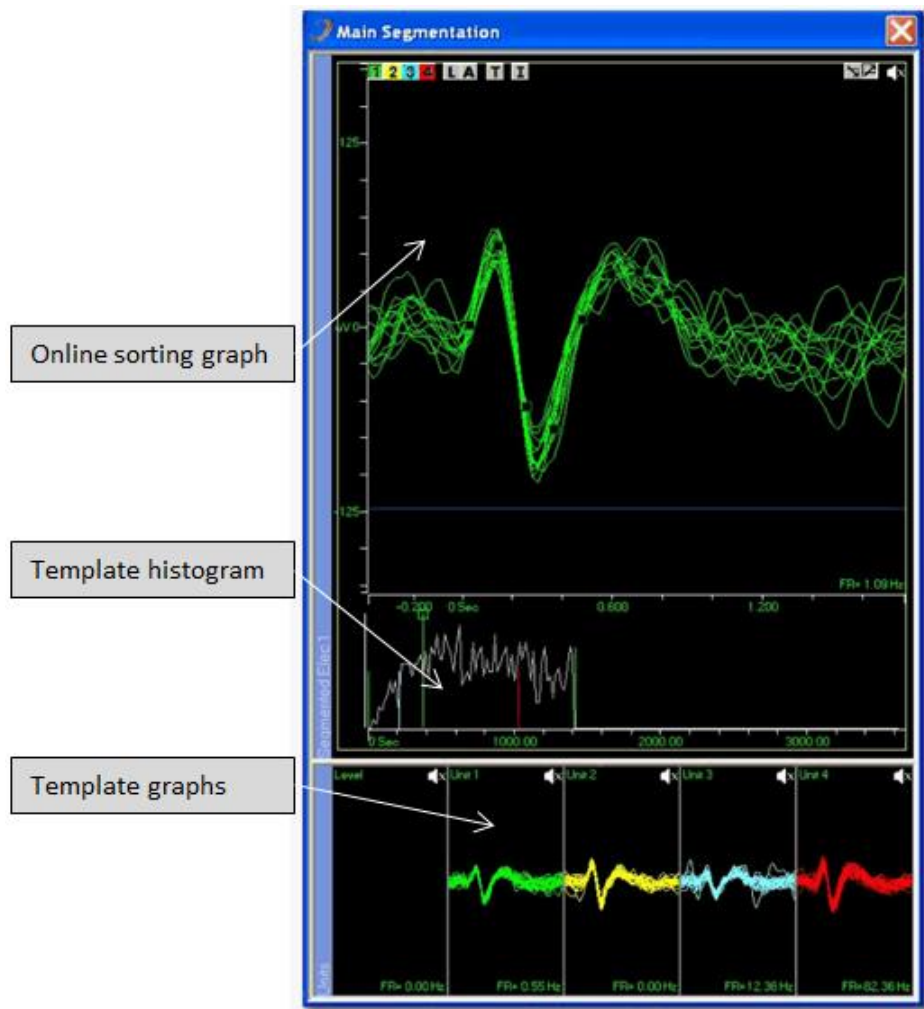 Main Segmentation
1 2 3 4 L A T I
125
Online sorting graph
0
-125
Template histogram
FR= 1.09 Hz
-0.200 0 Sec 0.600 1.200
Segmented Elec 1
0 Sec 1000.00 2000.00 3000.00
Template graphs
Level Unit 1 Unit 2 Unit 3 Unit 4
Units
FR= 0.00 Hz FR= 0.55 Hz FR= 0.00 Hz FR=12.36 Hz FR=82.36 Hz